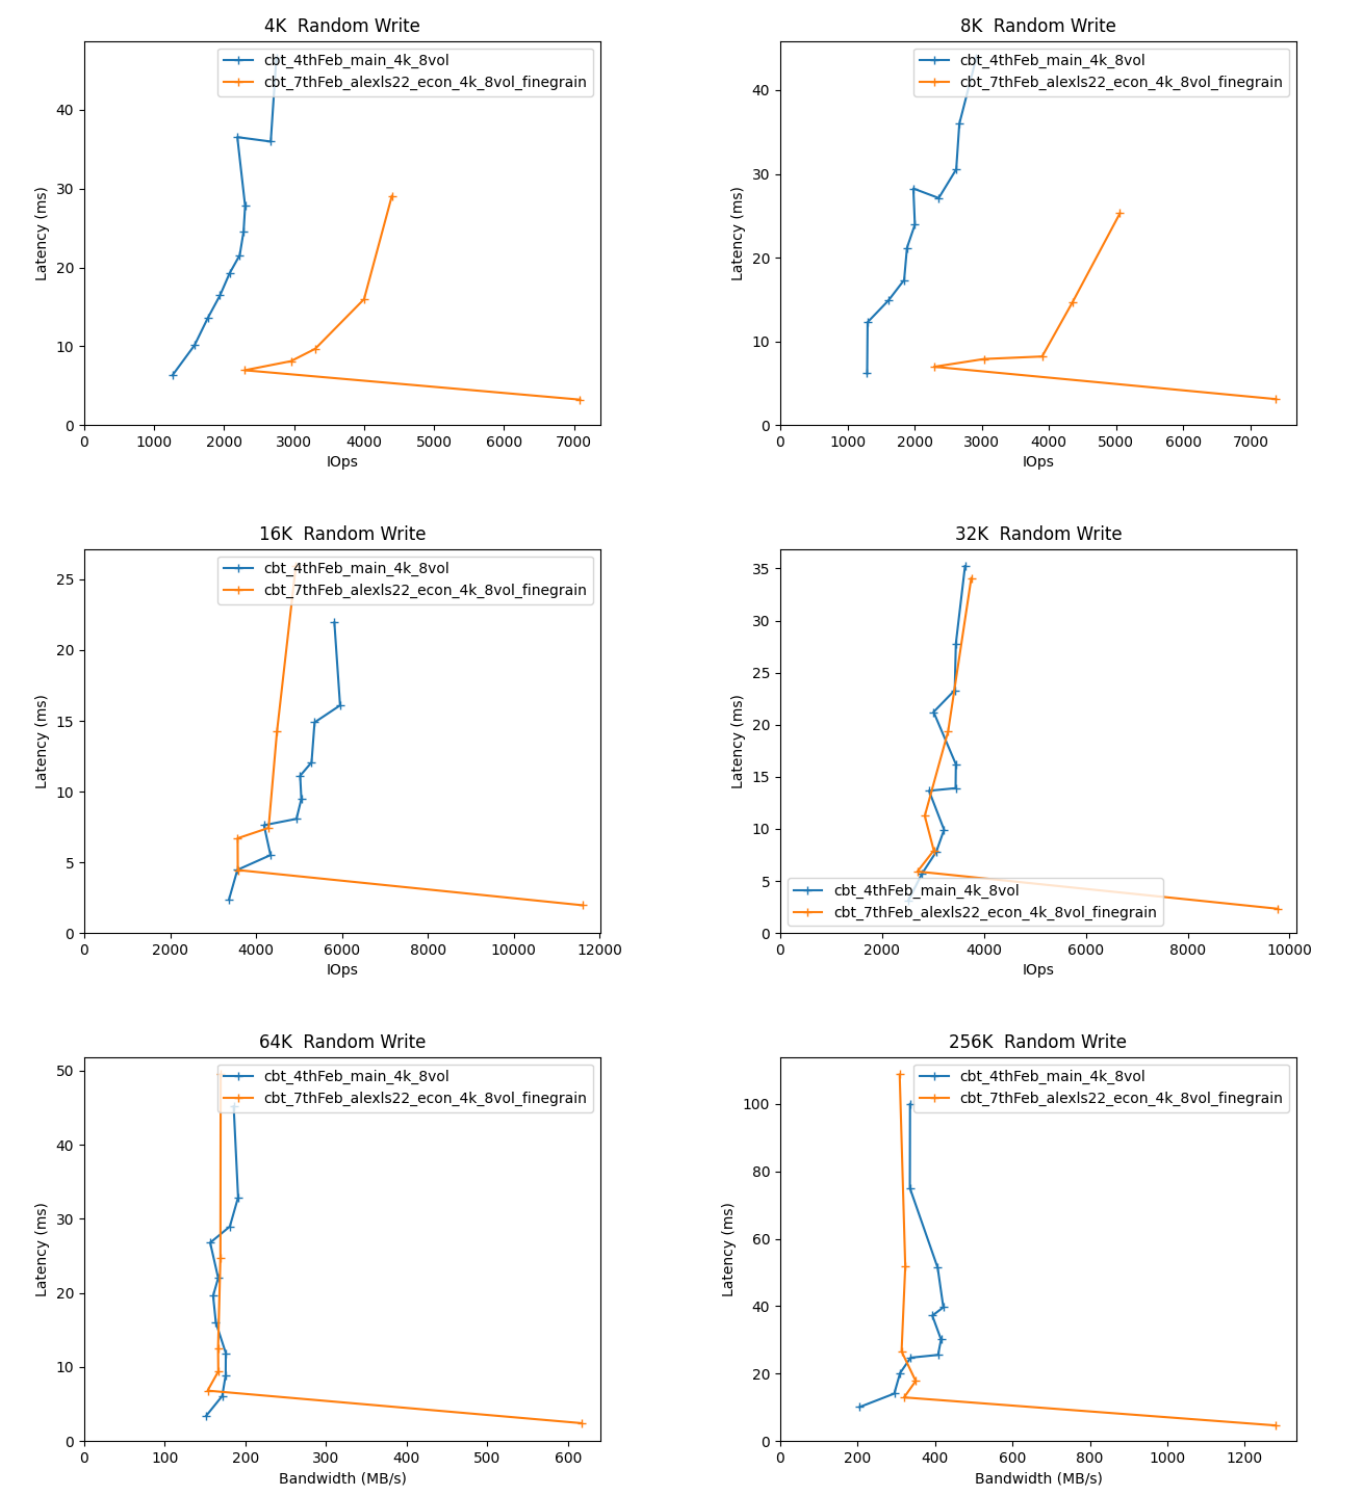 4K  Random Write
cbt_4thFeb_main_4k_8vol
cbt_7thFeb_alexls22_econ_4k_8vol_finegrain
40
30
20
10
0
Latency (ms)
0 1000 2000 3000 4000 5000 6000 7000
IOps
8K  Random Write
cbt_4thFeb_main_4k_8vol
cbt_7thFeb_alexls22_econ_4k_8vol_finegrain
40
30
20
10
0
Latency (ms)
0 1000 2000 3000 4000 5000 6000 7000
IOps
16K  Random Write
cbt_4thFeb_main_4k_8vol
cbt_7thFeb_alexls22_econ_4k_8vol_finegrain
25
20
15
10
5
0
Latency (ms)
0 2000 4000 6000 8000 10000 12000
IOps
32K  Random Write
35
30
25
20
15
10
5
0
Latency (ms)
cbt_4thFeb_main_4k_8vol
cbt_7thFeb_alexls22_econ_4k_8vol_finegrain
0 2000 4000 6000 8000 10000
IOps
64K  Random Write
cbt_4thFeb_main_4k_8vol
cbt_7thFeb_alexls22_econ_4k_8vol_finegrain
50
40
30
20
10
0
Latency (ms)
0 100 200 300 400 500 600
Bandwidth (MB/s)
256K  Random Write
cbt_4thFeb_main_4k_8vol
cbt_7thFeb_alexls22_econ_4k_8vol_finegrain
100
80
60
40
20
0
Latency (ms)
0 200 400 600 800 1000 1200
Bandwidth (MB/s)